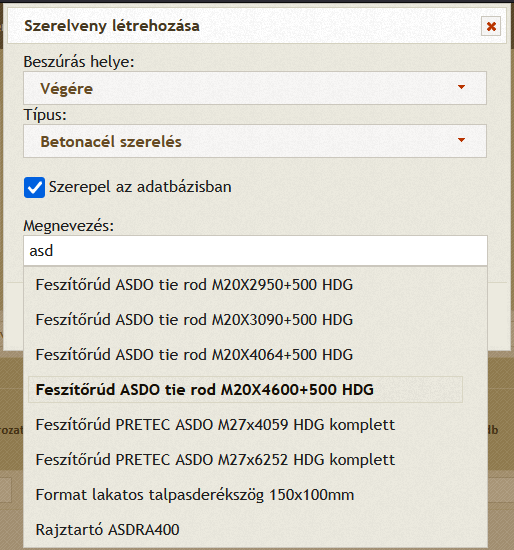 Szerelveny létrehozása
Beszúrás helye:
Végére
Típus:
Betonacél szerelés
Szerepel az adatbázisban
Megnevezés:
asd
Feszítőrúd ASDO tie rod M20X2950+500 HDG
Feszítőrúd ASDO tie rod M20X3090+500 HDG
Feszítőrúd ASDO tie rod M20X4064+500 HDG
Feszítőrúd ASDO tie rod M20X4600+500 HDG
Feszítőrúd PRETEC ASDO M27x4059 HDG komplett
Feszítőrúd PRETEC ASDO M27x6252 HDG komplett
Format lakatos talpasderékszög 150x100mm
Rajztartó ASDRA400